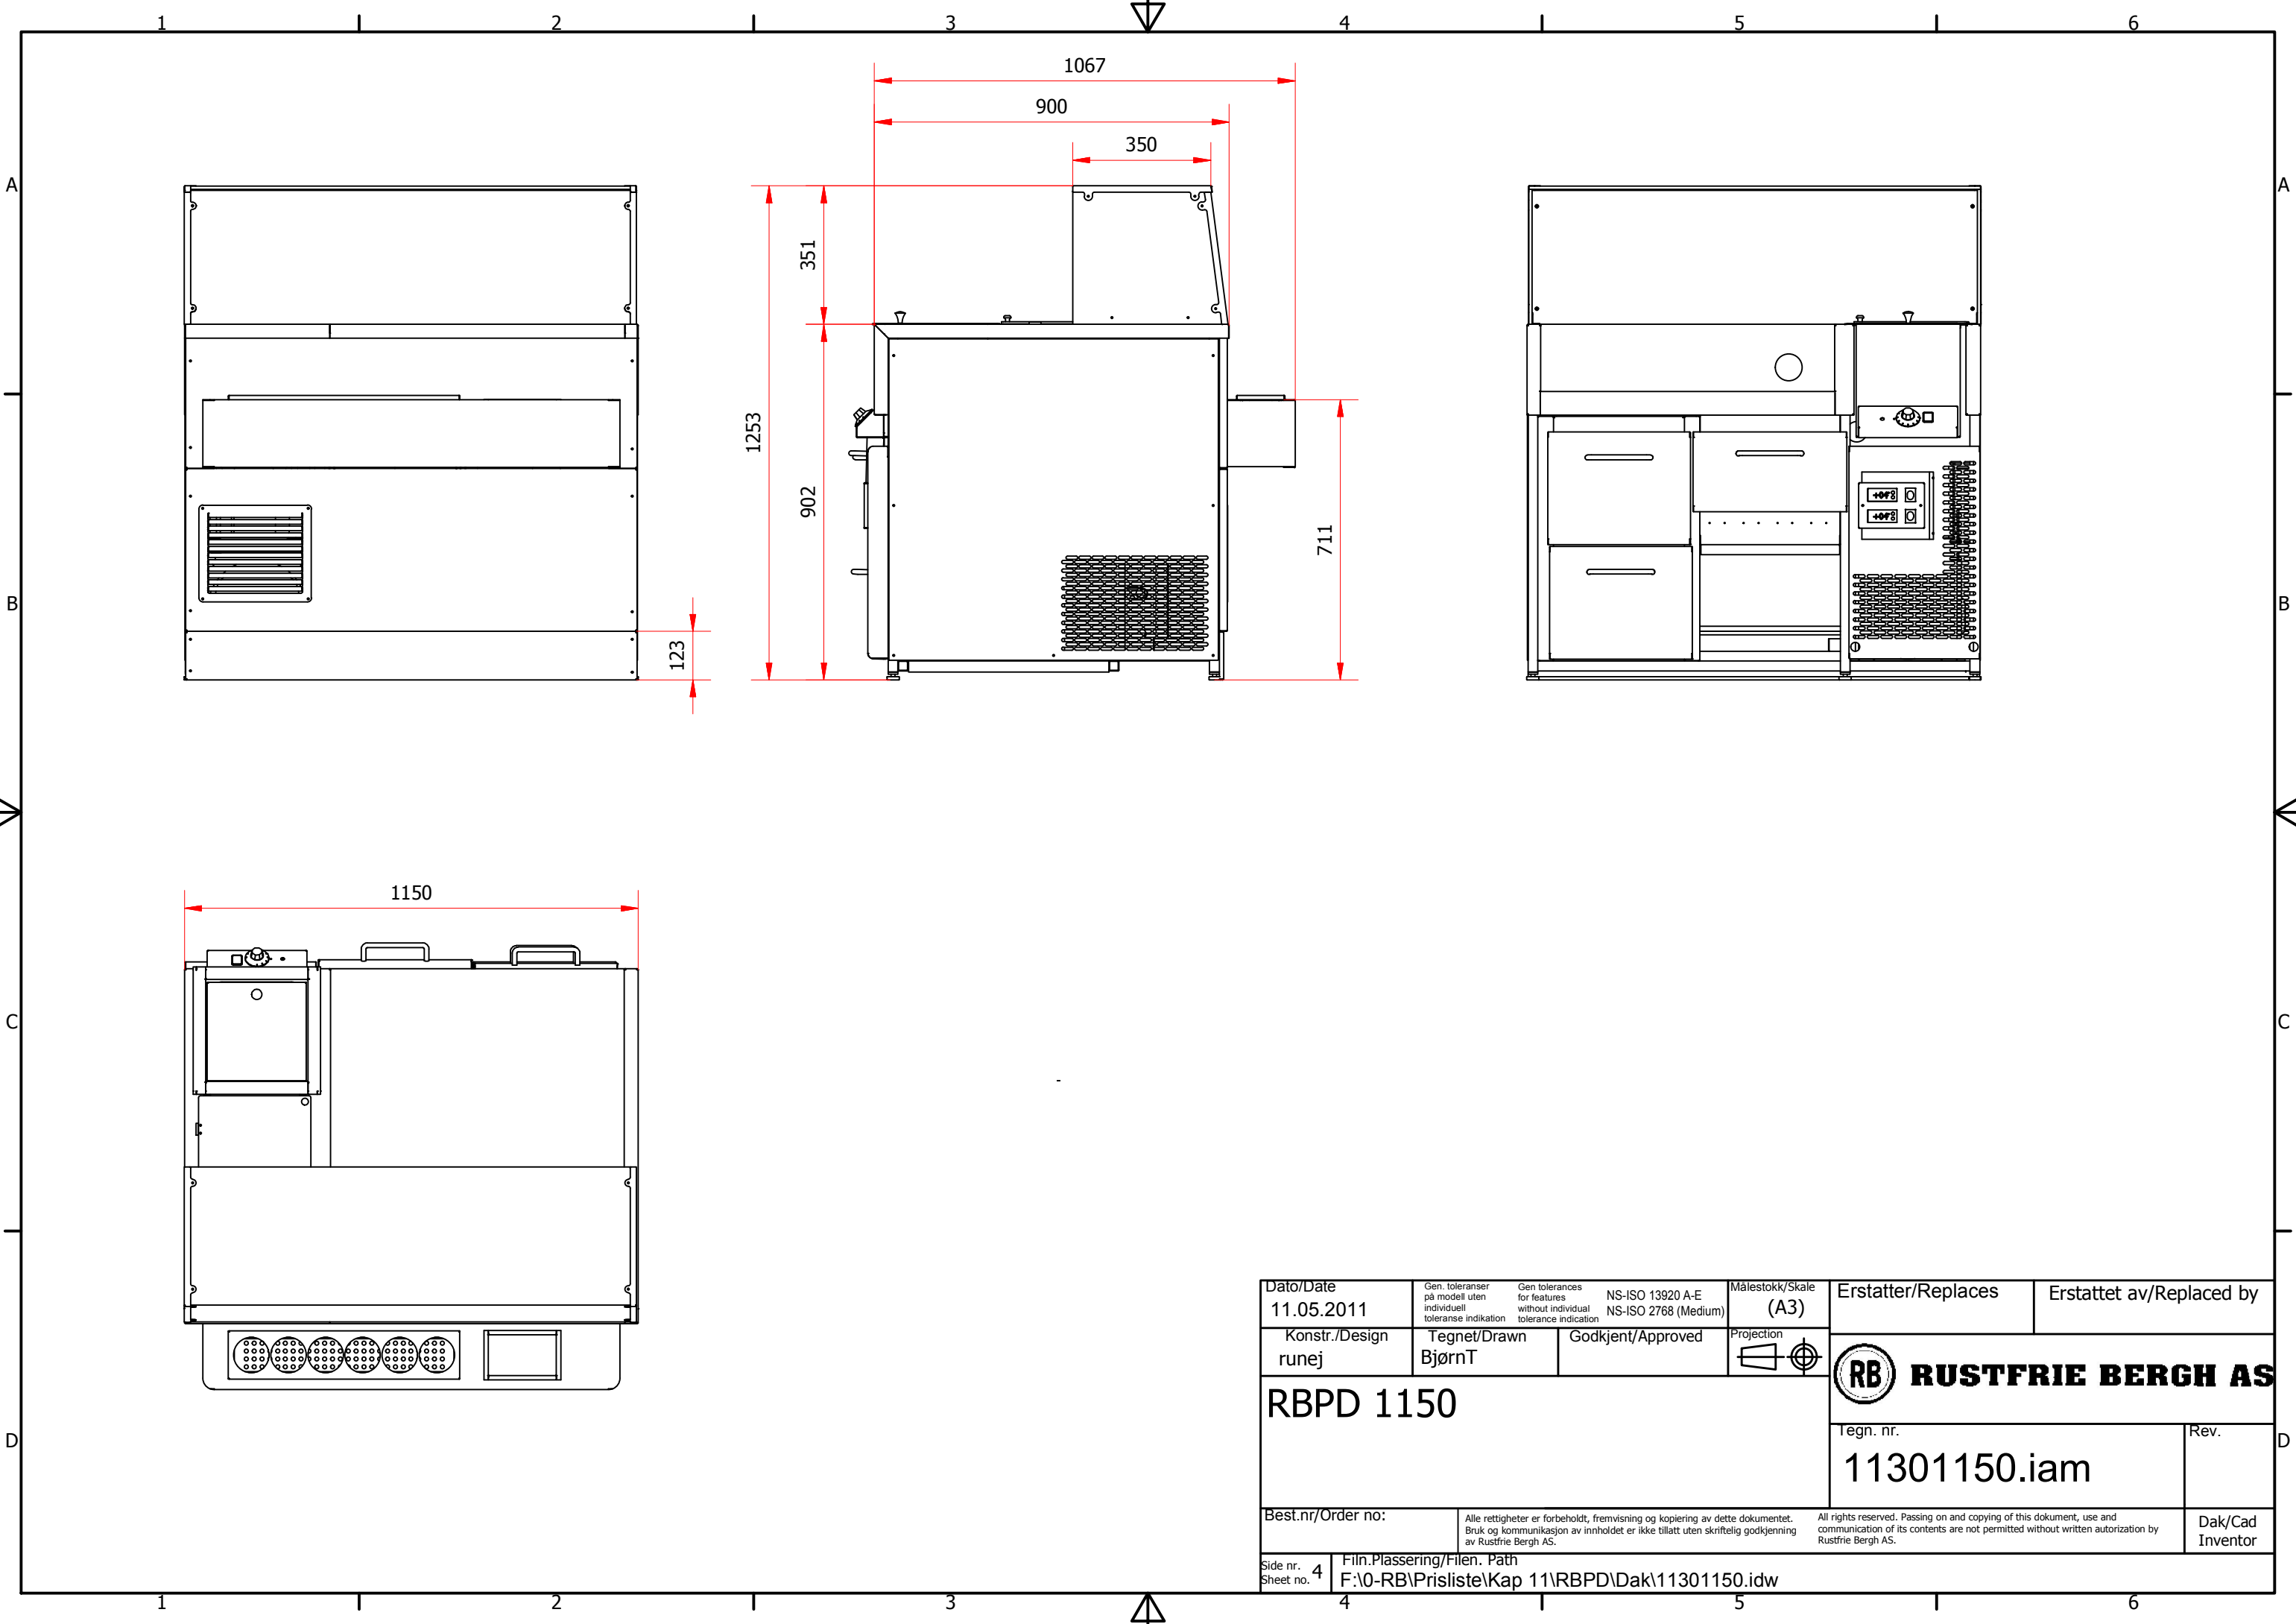 1 2 3 4 5 6
A A
B B
C C
D D
1067
900
350
351
1253
902
711
123
1150
Dato/Date
11.05.2011
Gen. toleranser
på modell uten
individuell
toleranse indikation
Gen tolerances
for features
without individual
tolerance indication
NS-ISO 13920 A-E
NS-ISO 2768 (Medium)
Målestokk/Skale
(A3)
Erstatter/Replaces
Erstattet av/Replaced by
Konstr./Design
runej
Tegnet/Drawn
BjørnT
Godkjent/Approved
Projection
RB RUSTFRIE BERGH AS
RBPD 1150
Tegn. nr.
11301150.iam
Rev.
Best.nr/Order no:
Alle rettigheter er forbeholdt, fremvisning og kopiering av dette dokumentet.
Bruk og kommunikasjon av innholdet er ikke tillatt uten skriftelig godkjenning
av Rustfrie Bergh AS.
All rights reserved. Passing on and copying of this document, use and
communication of its contents are not permitted without written autorization by
Rustfrie Bergh AS.
Dak/Cad
Inventor
Side nr.
Sheet no. 4
Filn.Plassering/Filen. Path
F:\0-RB\Prisliste\Kap 11\RBPD\Dak\11301150.idw
1 2 3 4 5 6